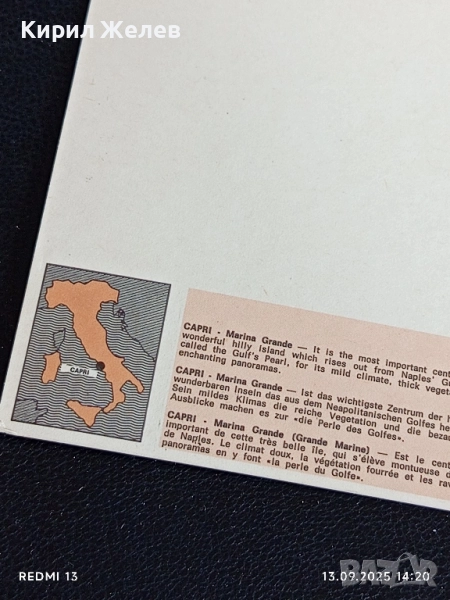 Кирил Желев
CAPRI
CAPRI - Marina Grande — It is the most important cent
wonderful hilly island which rises out from Naples' G
called the Gulf's Pearl, for its mild climate, thick veget
enchanting panoramas.
CAPRI - Marina Grande — Ist das wichtigste Zentrum der h
wunderbaren Inseln das aus dem Neapolitanischen Golfes he
Sein mildes Klimas die reiche Vegetation und die beza
Ausblicke machen es zur «die Perle des Golfes».
CAPRI - Marina Grande (Grande Marine) — Est le cent
important de cette très belle île, qui s'élève montueuse d
de Naples. Le climat doux, la végétation fourrée et les rav
panoramas en y font «la perle du Golfe».
REDMI 13
13.09.2025 14:20
BAZAR